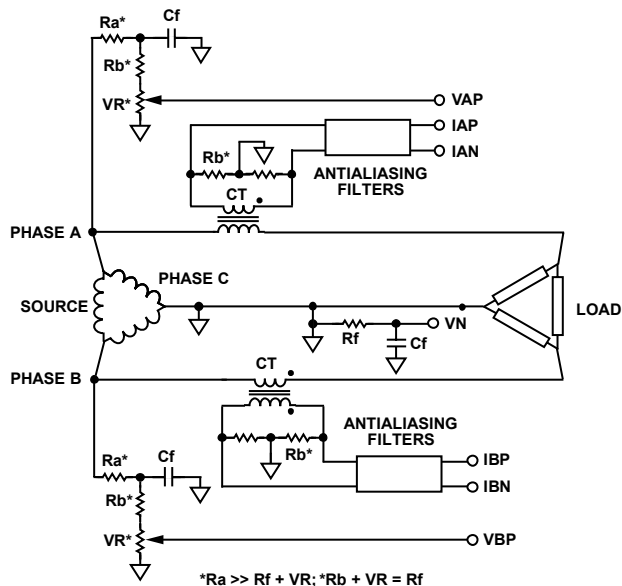 Ra*
Cf
Rb*
VR*
VAP
IAP
IAN
Rb*
ANTIALIASING
FILTERS
CT
PHASE A
PHASE C
SOURCE
LOAD
VN
Rf
Cf
PHASE B
CT
ANTIALIASING
FILTERS
Rb*
IBP
IBN
Ra*
Cf
Rb*
VR*
VBP
*Ra >> Rf + VR; *Rb + VR = Rf